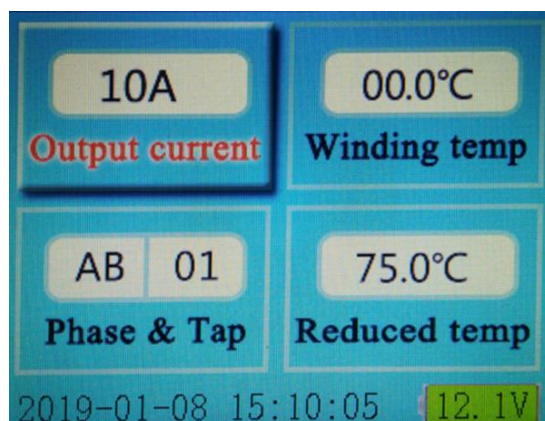 10A
00.0°C
Output current
Winding temp
AB 01
75.0°C
Phase & Tap
Reduced temp
2019-01-08 15:10:05
12.1V